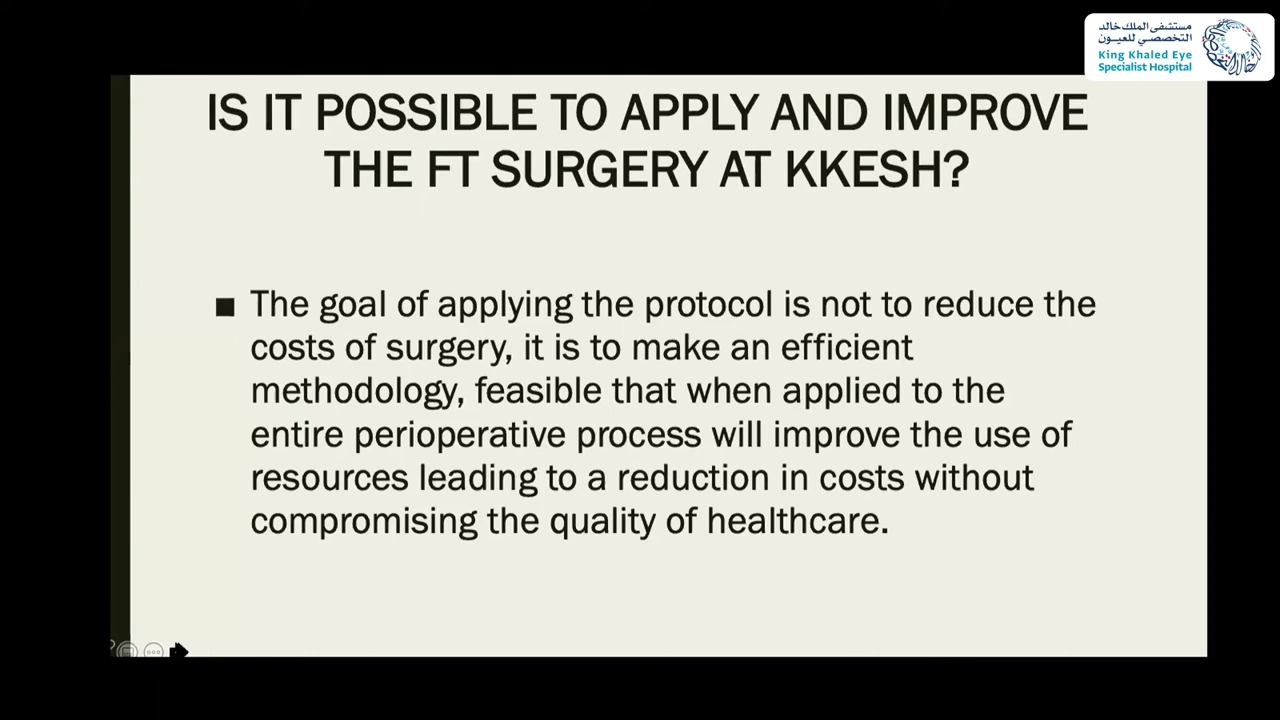 مستشفى الملك خالد
التخصصي للعيون
King Khaled Eye
Specialist Hospital
IS IT POSSIBLE TO APPLY AND IMPROVE
THE FT SURGERY AT KKESH?
■ The goal of applying the protocol is not to reduce the
costs of surgery, it is to make an efficient
methodology, feasible that when applied to the
entire perioperative process will improve the use of
resources leading to a reduction in costs without
compromising the quality of healthcare.